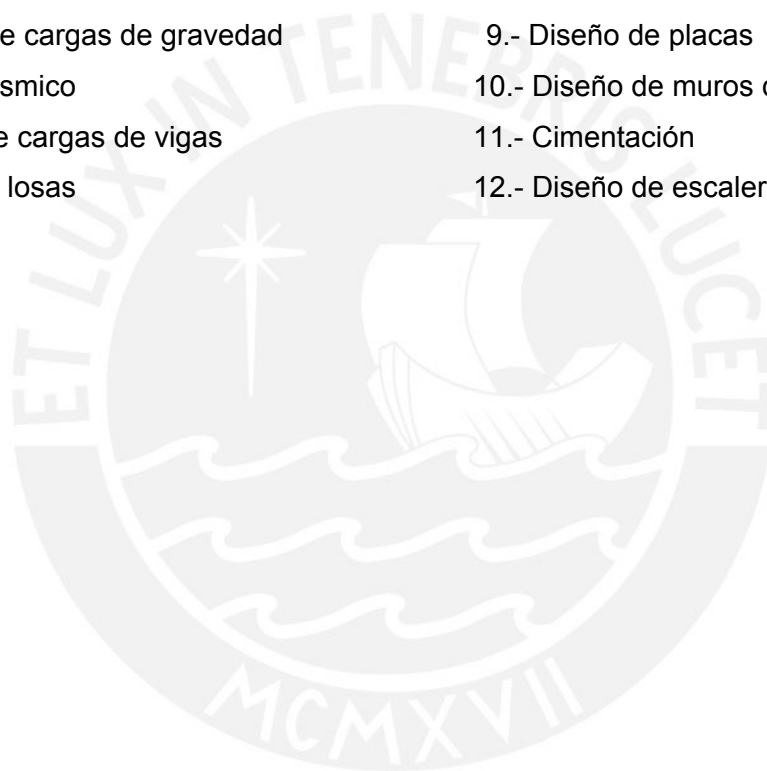 e cargas de gravedad
smico
e cargas de vigas
losas
9.- Diseño de placas
10.- Diseño de muros
11.- Cimentación
12.- Diseño de
ET LUX IN TENEBRIS LUCET
MCMXVII